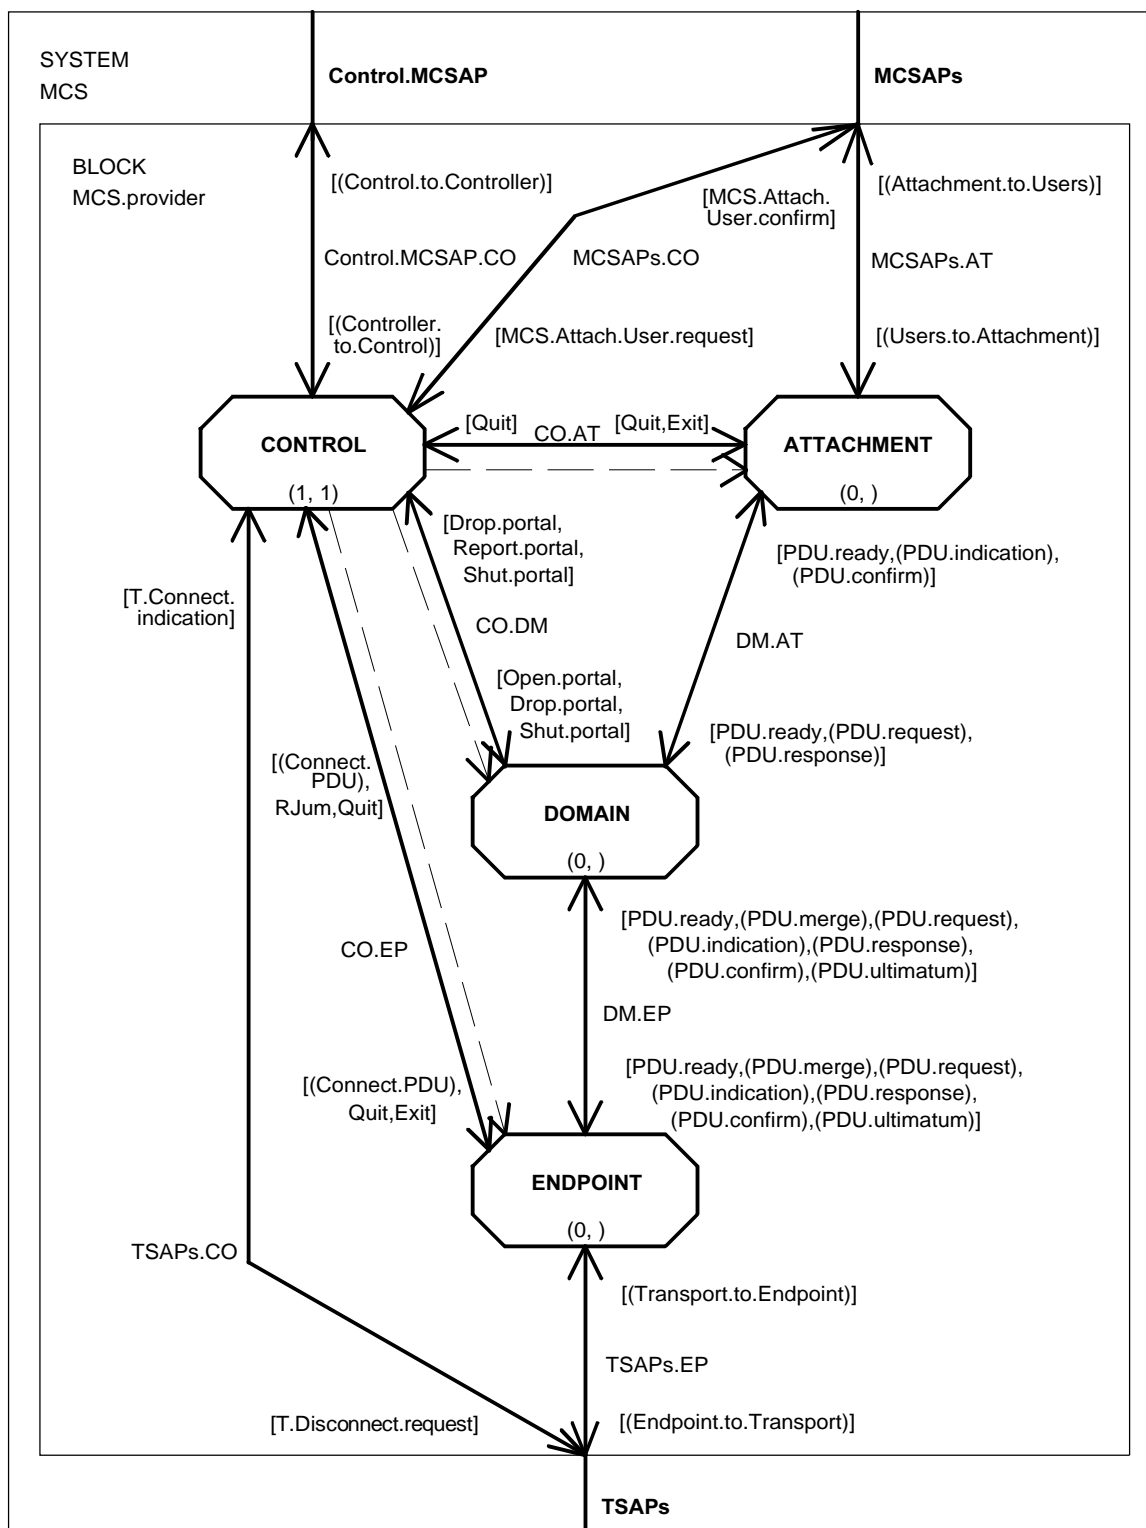 SYSTEM
MCS
Control.MCSAP
MCSAPs
BLOCK
MCS.provider
[(Control.to.Controller)]
[MCS.Attach.
User.confirm]
[(Attachment.to.Users)]
Control.MCSAP.CO
MCSAPs.CO
MCSAPs.AT
[(Controller.
to.Control)]
[MCS.Attach.User.request]
[(Users.to.Attachment)]
CONTROL
(1, 1)
[Quit]
CO.AT
[Quit,Exit]
ATTACHMENT
(0, )
[T.Connect.
indication]
[Drop.portal,
Report.portal,
Shut.portal]
[PDU.ready,(PDU.indication),
(PDU.confirm)]
CO.DM
DM.AT
[Open.portal,
Drop.portal,
Shut.portal]
[PDU.ready,(PDU.request),
(PDU.response)]
[(Connect.
PDU),
RJum,Quit]
DOMAIN
(0, )
CO.EP
[PDU.ready,(PDU.merge),(PDU.request),
(PDU.indication),(PDU.response),
(PDU.confirm),(PDU.ultimatum)]
DM.EP
[(Connect.PDU),
Quit,Exit]
[PDU.ready,(PDU.merge),(PDU.request),
(PDU.indication),(PDU.response),
(PDU.confirm),(PDU.ultimatum)]
ENDPOINT
(0, )
TSAPs.CO
[(Transport.to.Endpoint)]
TSAPs.EP
[T.Disconnect.request]
[(Endpoint.to.Transport)]
TSAPs